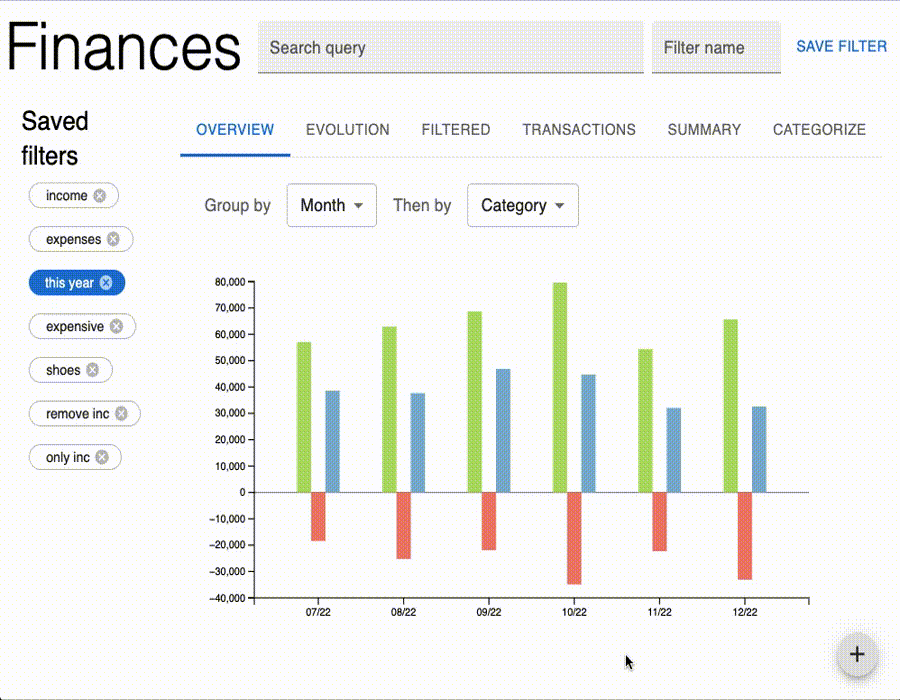 Finances
Search query
Filter name
SAVE FILTER
Saved
filters
income
expenses
this year
expensive
shoes
remove inc
only inc
OVERVIEW
EVOLUTION
FILTERED
TRANSACTIONS
SUMMARY
CATEGORIZE
Group by
Month
Then by
Category
80,000
70,000
60,000
50,000
40,000
30,000
20,000
10,000
0
−10,000
−20,000
−30,000
−40,000
07/22
08/22
09/22
10/22
11/22
12/22
+